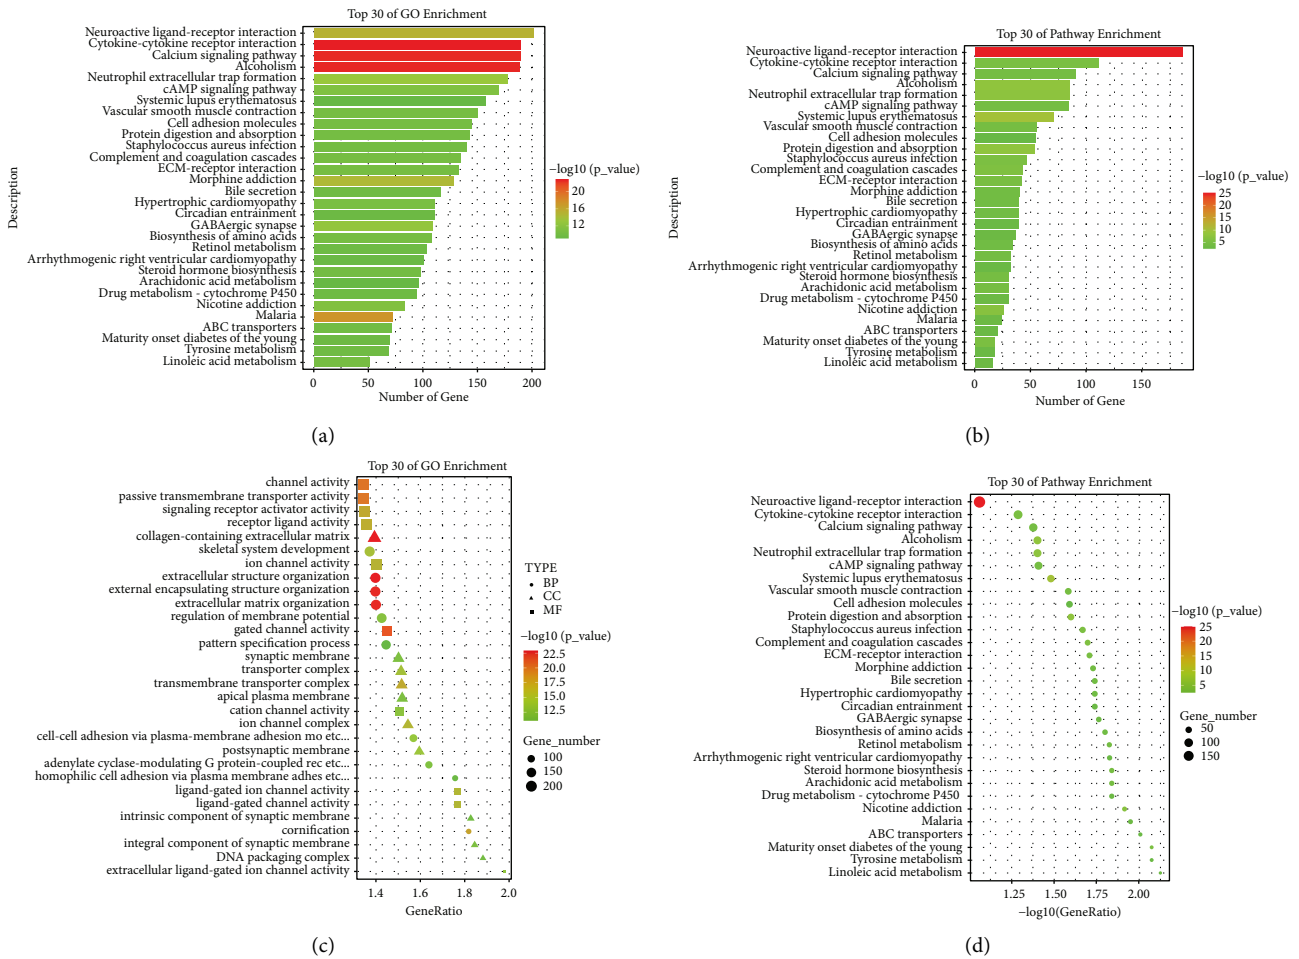 Top 30 of GO Enrichment
Description
Neuroactive ligand-receptor interaction
Cytokine-cytokine receptor interaction
Calcium signaling pathway
Alcoholism
Neutrophil extracellular trap formation
cAMP signaling pathway
Systemic lupus erythematosus
Vascular smooth muscle contraction
Cell adhesion molecules
Protein digestion and absorption
Staphylococcus aureus infection
Complement and coagulation cascades
ECM-receptor interaction
Morphine addiction
Bile secretion
Hypertrophic cardiomyopathy
Circadian entrainment
GABAergic synapse
Biosynthesis of amino acids
Retinol metabolism
Arrhythmogenic right ventricular cardiomyopathy
Steroid hormone biosynthesis
Arachidonic acid metabolism
Drug metabolism - cytochrome P450
Nicotine addiction
Malaria
ABC transporters
Maturity onset diabetes of the young
Tyrosine metabolism
Linoleic acid metabolism
0 50 100 150 200
Number of Gene
−log10 (p_value)
20
16
12
(a)
Top 30 of Pathway Enrichment
Description
Neuroactive ligand-receptor interaction
Cytokine-cytokine receptor interaction
Calcium signaling pathway
Alcoholism
Neutrophil extracellular trap formation
cAMP signaling pathway
Systemic lupus erythematosus
Vascular smooth muscle contraction
Cell adhesion molecules
Protein digestion and absorption
Staphylococcus aureus infection
Complement and coagulation cascades
ECM-receptor interaction
Morphine addiction
Bile secretion
Hypertrophic cardiomyopathy
Circadian entrainment
GABAergic synapse
Biosynthesis of amino acids
Retinol metabolism
Arrhythmogenic right ventricular cardiomyopathy
Steroid hormone biosynthesis
Arachidonic acid metabolism
Drug metabolism - cytochrome P450
Nicotine addiction
Malaria
ABC transporters
Maturity onset diabetes of the young
Tyrosine metabolism
Linoleic acid metabolism
0 50 100 150
Number of Gene
−log10 (p_value)
25
20
15
10
5
(b)
Top 30 of GO Enrichment
channel activity
passive transmembrane transporter activity
signaling receptor activator activity
receptor ligand activity
collagen-containing extracellular matrix
skeletal system development
ion channel activity
extracellular structure organization
external encapsulating structure organization
extracellular matrix organization
regulation of membrane potential
gated channel activity
pattern specification process
synaptic membrane
transporter complex
transmembrane transporter complex
apical plasma membrane
cation channel activity
ion channel complex
cell-cell adhesion via plasma-membrane adhesion mo etc...
postsynaptic membrane
adenylate cyclase-modulating G protein-coupled rec etc...
homophilic cell adhesion via plasma membrane adhes etc...
ligand-gated ion channel activity
ligand-gated channel activity
intrinsic component of synaptic membrane
cornification
integral component of synaptic membrane
DNA packaging complex
extracellular ligand-gated ion channel activity
1.4 1.6 1.8 2.0
GeneRatio
TYPE
BP
CC
MF
−log10 (p_value)
22.5
20.0
17.5
15.0
12.5
Gene_number
100
150
200
(c)
Top 30 of Pathway Enrichment
Neuroactive ligand-receptor interaction
Cytokine-cytokine receptor interaction
Calcium signaling pathway
Alcoholism
Neutrophil extracellular trap formation
cAMP signaling pathway
Systemic lupus erythematosus
Vascular smooth muscle contraction
Cell adhesion molecules
Protein digestion and absorption
Staphylococcus aureus infection
Complement and coagulation cascades
ECM-receptor interaction
Morphine addiction
Bile secretion
Hypertrophic cardiomyopathy
Circadian entrainment
GABAergic synapse
Biosynthesis of amino acids
Retinol metabolism
Arrhythmogenic right ventricular cardiomyopathy
Steroid hormone biosynthesis
Arachidonic acid metabolism
Drug metabolism - cytochrome P450
Nicotine addiction
Malaria
ABC transporters
Maturity onset diabetes of the young
Tyrosine metabolism
Linoleic acid metabolism
1.25 1.50 1.75 2.00
−log10(GeneRatio)
−log10 (p_value)
25
20
15
10
5
Gene_number
50
100
150
(d)